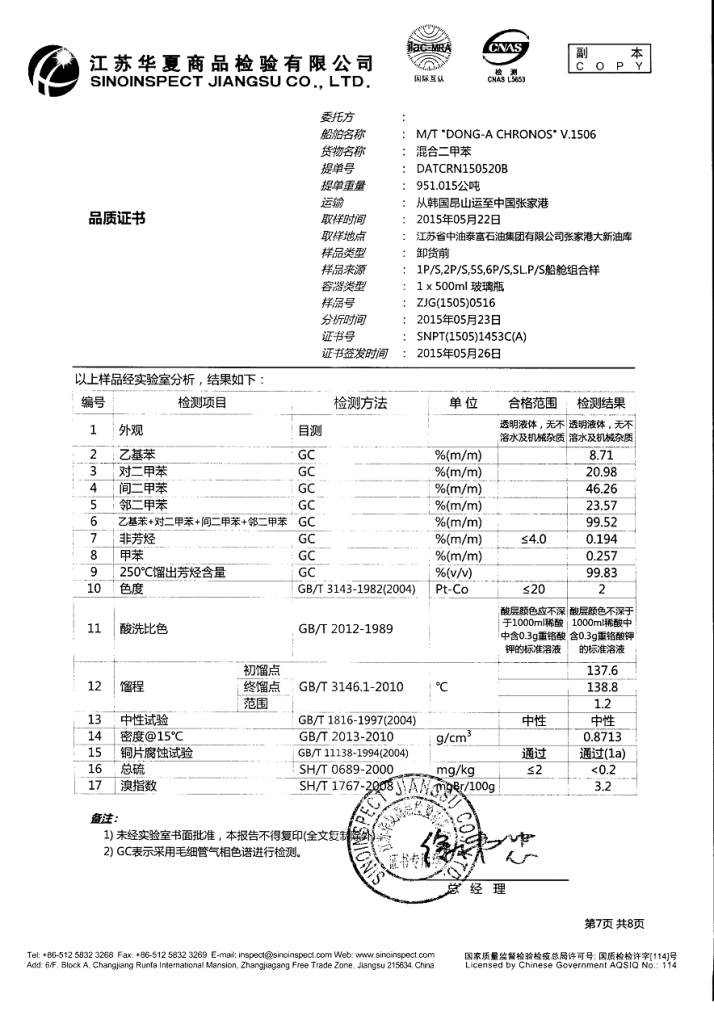 江苏华夏商品检验有限公司
SINOINSPECT JIANGSU CO., LTD.
ilac-MRA
国际互认
CNAS
检 测
CNAS L5653
副 本
C O P Y
品质证书
委托方 :
船舶名称 : M/T "DONG-A CHRONOS" V.1506
货物名称 : 混合二甲苯
提单号 : DATCRN150520B
提单重量 : 951.015公吨
运输 : 从韩国昂山运至中国张家港
取样时间 : 2015年05月22日
取样地点 : 江苏省中油泰富石油集团有限公司张家港大新油库
样品类型 : 卸货前
样品来源 : 1P/S,2P/S,5S,6P/S,SL.P/S船舱组合样
容器类型 : 1 x 500ml 玻璃瓶
样品号 : ZJG(1505)0516
分析时间 : 2015年05月23日
证书号 : SNPT(1505)1453C(A)
证书签发时间 : 2015年05月26日
以上样品经实验室分析，结果如下：
编号 检测项目 检测方法 单 位 合格范围 检测结果
1 外观 目测 透明液体，无不溶水及机械杂质 透明液体，无不溶水及机械杂质
2 乙基苯 GC %(m/m) 8.71
3 对二甲苯 GC %(m/m) 20.98
4 间二甲苯 GC %(m/m) 46.26
5 邻二甲苯 GC %(m/m) 23.57
6 乙基苯+对二甲苯+间二甲苯+邻二甲苯 GC %(m/m) 99.52
7 非芳烃 GC %(m/m) ≤4.0 0.194
8 甲苯 GC %(m/m) 0.257
9 250℃馏出芳烃含量 GC %(v/v) 99.83
10 色度 GB/T 3143-1982(2004) Pt-Co ≤20 2
11 酸洗比色 GB/T 2012-1989 酸层颜色应不深于1000ml稀酸中含0.3g重铬酸钾的标准溶液 酸层颜色不深于1000ml稀酸中含0.3g重铬酸钾的标准溶液
12 馏程 初馏点 GB/T 3146.1-2010 ℃ 137.6
终馏点 138.8
范围 1.2
13 中性试验 GB/T 1816-1997(2004) 中性 中性
14 密度@15℃ GB/T 2013-2010 g/cm³ 0.8713
15 铜片腐蚀试验 GB/T 11138-1994(2004) 通过 通过(1a)
16 总硫 SH/T 0689-2000 mg/kg ≤2 <0.2
17 溴指数 SH/T 1767-2008 mgBr/100g 3.2
备注：
1) 未经实验室书面批准，本报告不得复印(全文复制除外)
2) GC表示采用毛细管气相色谱进行检测。
SINOINSPECT JIANGSU CO., LTD.
总 经 理
第7页 共8页
Tel: +86-512 5832 3268 Fax: +86-512 5832 3269 E-mail: inspect@sinoinspect.com Web: www.sinoinspect.com
Add: 6/F. Block A, Changjiang Runfa International Mansion, Zhangjiagang Free Trade Zone, Jiangsu 215634, China
国家质量监督检验检疫总局许可号: 国质检检许字[114]号
Licensed by Chinese Government AQSIQ No.: 114